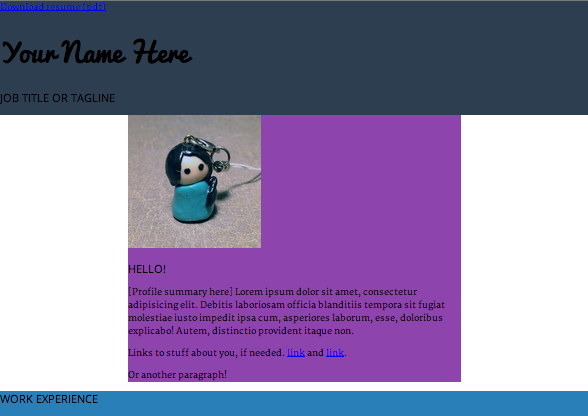 Download resumé (pdf)
Your Name Here
JOB TITLE OR TAGLINE
HELLO!
[Profile summary here] Lorem ipsum dolor sit amet, consectetur
adipisicing elit. Debitis laboriosam officia blanditiis tempora sit fugiat
molestiae iusto impedit ipsa cum, asperiores laborum, esse, doloribus
explicabo! Autem, distinctio provident itaque non.
Links to stuff about you, if needed. link and link.
Or another paragraph!
WORK EXPERIENCE